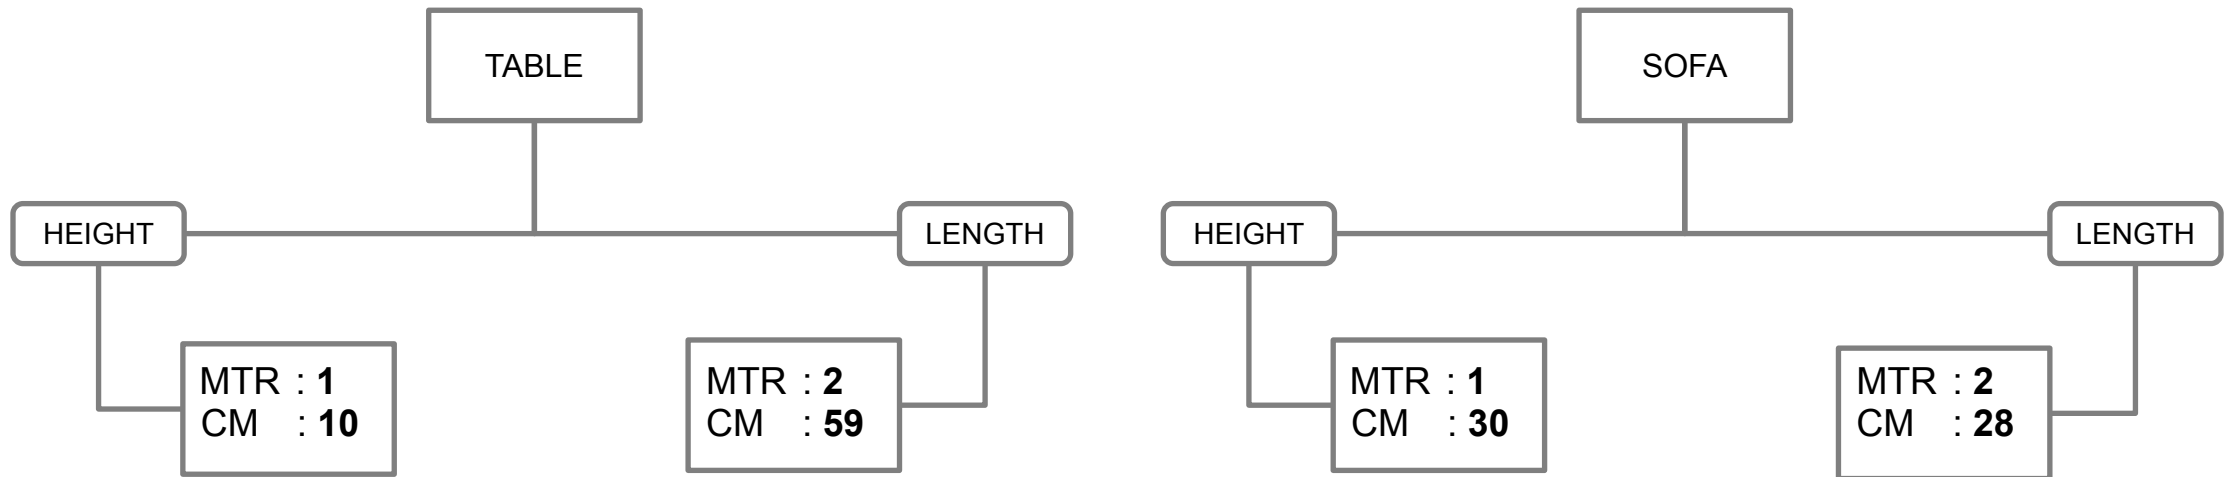 TABLE
SOFA
HEIGHT
LENGTH
HEIGHT
LENGTH
MTR : 1
CM : 10
MTR : 2
CM : 59
MTR : 1
CM : 30
MTR : 2
CM : 28